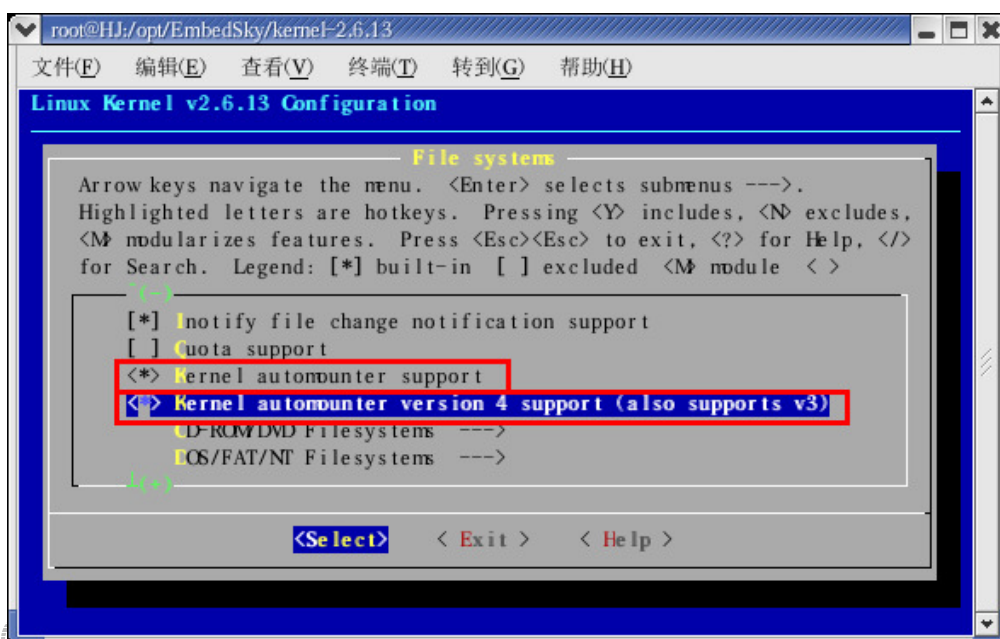 root@HJ:/opt/EmbedSky/kernel-2.6.13
文件(F) 编辑(E) 查看(V) 终端(T) 转到(G) 帮助(H)
Linux Kernel v2.6.13 Configuration
File systems
Arrow keys navigate the menu. <Enter> selects submenus --->.
Highlighted letters are hotkeys. Pressing <Y> includes, <N> excludes,
<M> modularizes features. Press <Esc><Esc> to exit, <?> for Help, </>
for Search. Legend: [*] built-in [ ] excluded <M> module < >
^(-)
[*] Inotify file change notification support
[ ] Quota support
<*> Kernel automounter support
<*> Kernel automounter version 4 support (also supports v3)
CD-ROM/DVD Filesystems --->
DOS/FAT/NT Filesystems --->
┴(+)
<Select> < Exit > < Help >